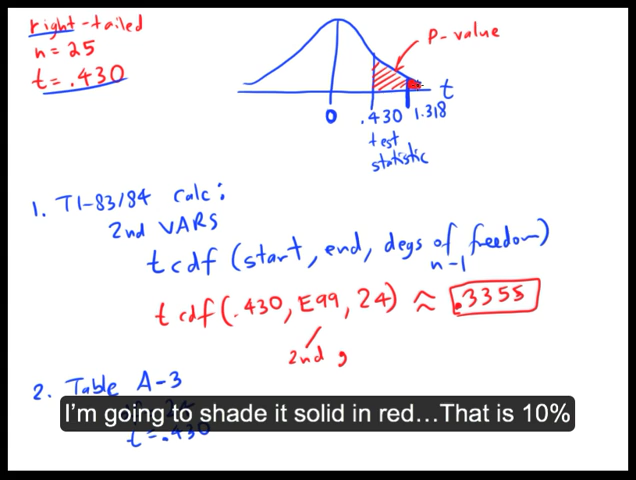 right-tailed
n = 25
t = .430
P-value
t
0
.430
1.318
test
statistic
1. TI-83/84 Calc:
2nd VARS
tcdf (start, end, degs of freedom)
n-1
tcdf (.430, E99, 24) ≈ .3355
2nd ,
2. Table A-3
I'm going to shade it solid in red…That is 10%
t = .430